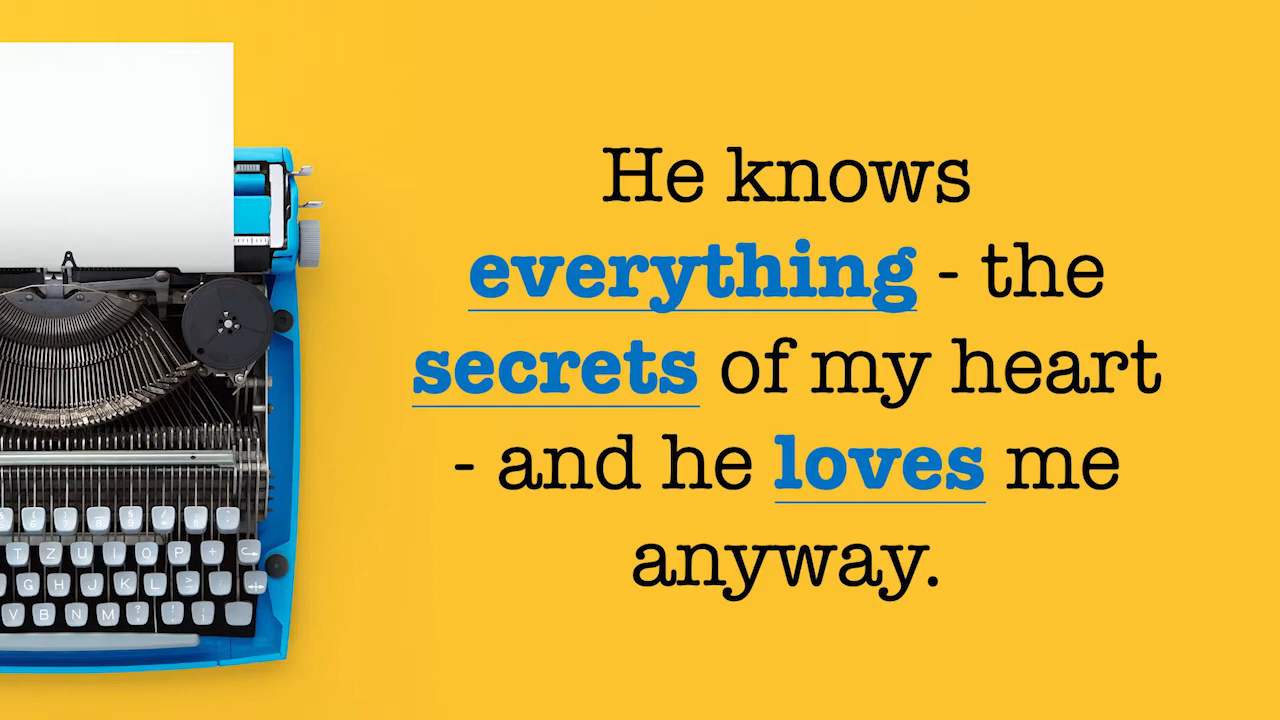 He knows
everything - the
secrets of my heart
- and he loves me
anyway.
T Z U I O P +
G H J K L
V B N M